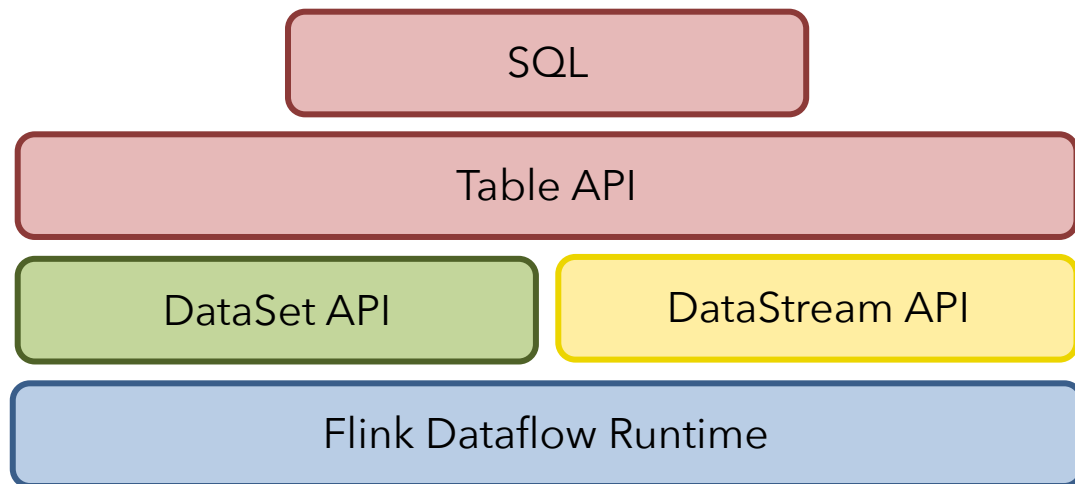 SQL
Table API
DataSet API
DataStream API
Flink Dataflow Runtime